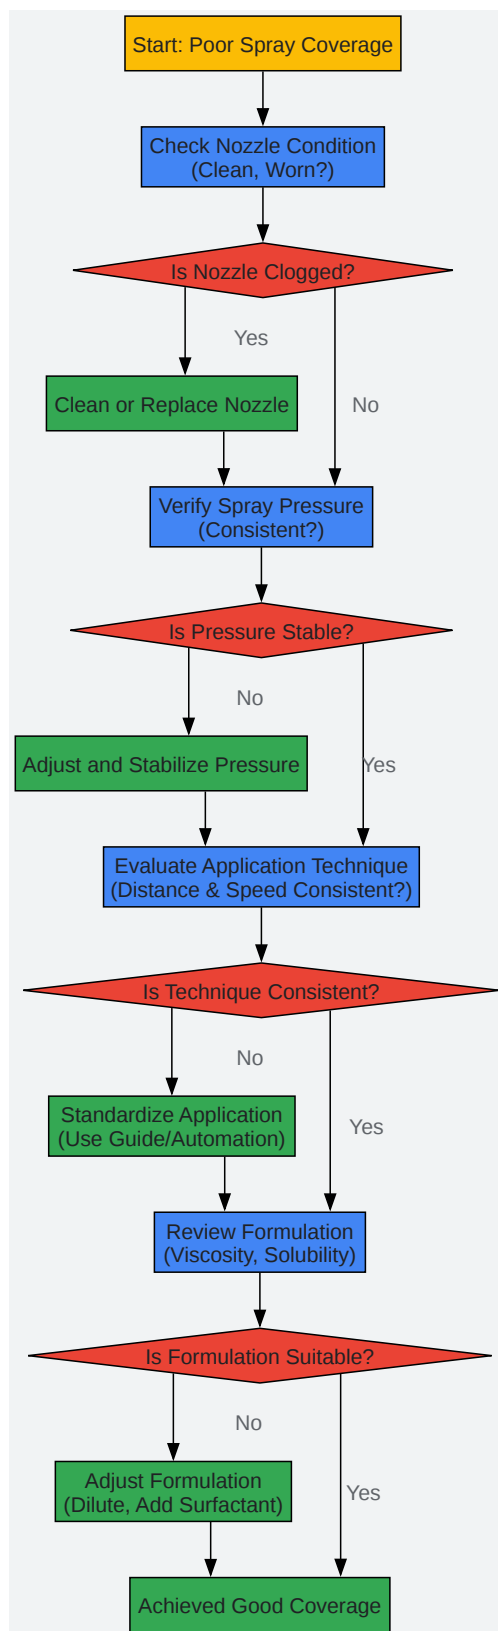 Start: Poor Spray Coverage
Check Nozzle Condition
(Clean, Worn?)
Is Nozzle Clogged?
Yes
Clean or Replace Nozzle
No
Verify Spray Pressure
(Consistent?)
Is Pressure Stable?
No
Adjust and Stabilize Pressure
Yes
Evaluate Application Technique
(Distance & Speed Consistent?)
Is Technique Consistent?
No
Standardize Application
(Use Guide/Automation)
Yes
Review Formulation
(Viscosity, Solubility)
Is Formulation Suitable?
No
Adjust Formulation
(Dilute, Add Surfactant)
Yes
Achieved Good Coverage